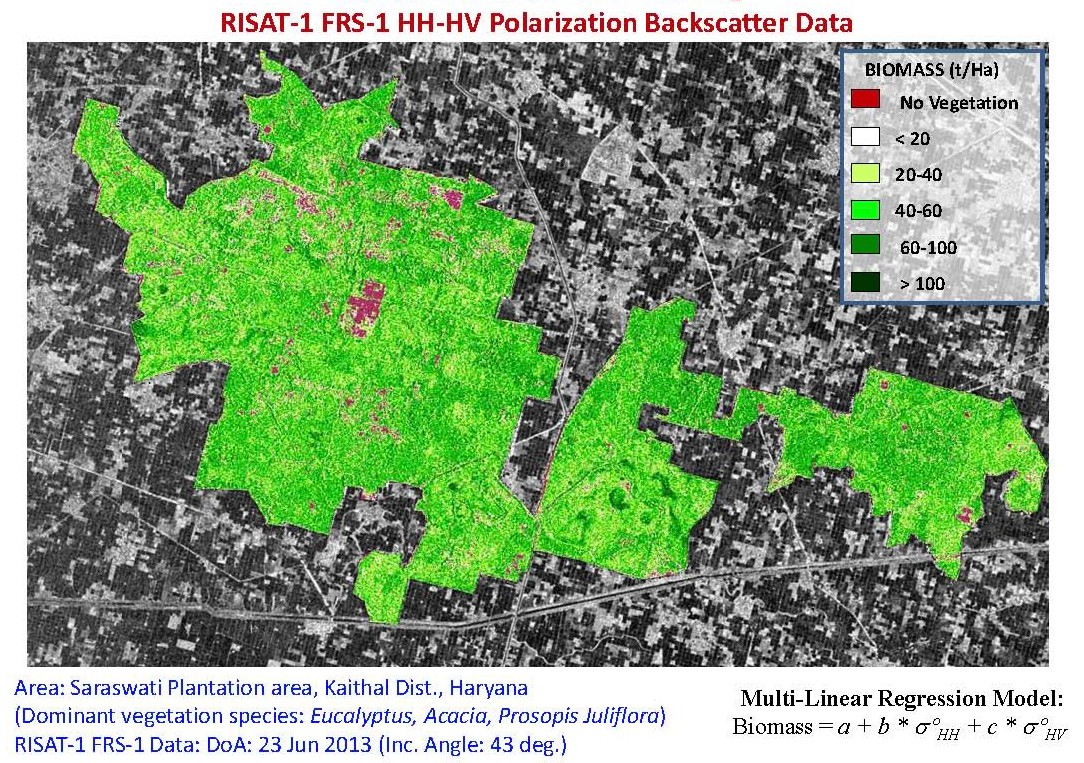 RISAT-1 FRS-1 HH-HV Polarization Backscatter Data
BIOMASS (t/Ha)
No Vegetation
< 20
20-40
40-60
60-100
> 100
Area: Saraswati Plantation area, Kaithal Dist., Haryana
(Dominant vegetation species: Eucalyptus, Acacia, Prosopis Juliflora)
RISAT-1 FRS-1 Data: DoA: 23 Jun 2013 (Inc. Angle: 43 deg.)
Multi-Linear Regression Model:
Biomass = a + b * σ°HH + c * σ°HV